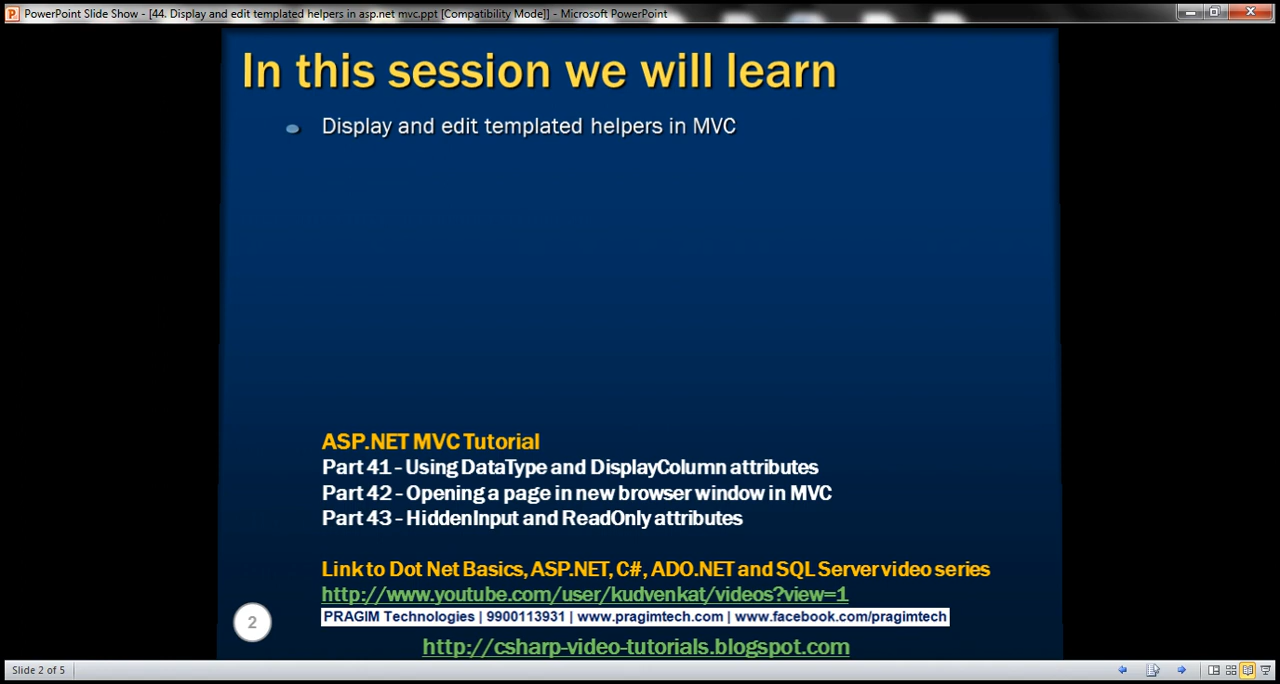 PowerPoint Slide Show - [44. Display and edit templated helpers in asp.net mvc.ppt [Compatibility Mode]] - Microsoft PowerPoint
In this session we will learn
Display and edit templated helpers in MVC
ASP.NET MVC Tutorial
Part 41 - Using DataType and DisplayColumn attributes
Part 42 - Opening a page in new browser window in MVC
Part 43 - HiddenInput and ReadOnly attributes
Link to Dot Net Basics, ASP.NET, C#, ADO.NET and SQL Server video series
http://www.youtube.com/user/kudvenkat/videos?view=1
PRAGIM Technologies | 9900113931 | www.pragimtech.com | www.facebook.com/pragimtech
2
http://csharp-video-tutorials.blogspot.com
Slide 2 of 5